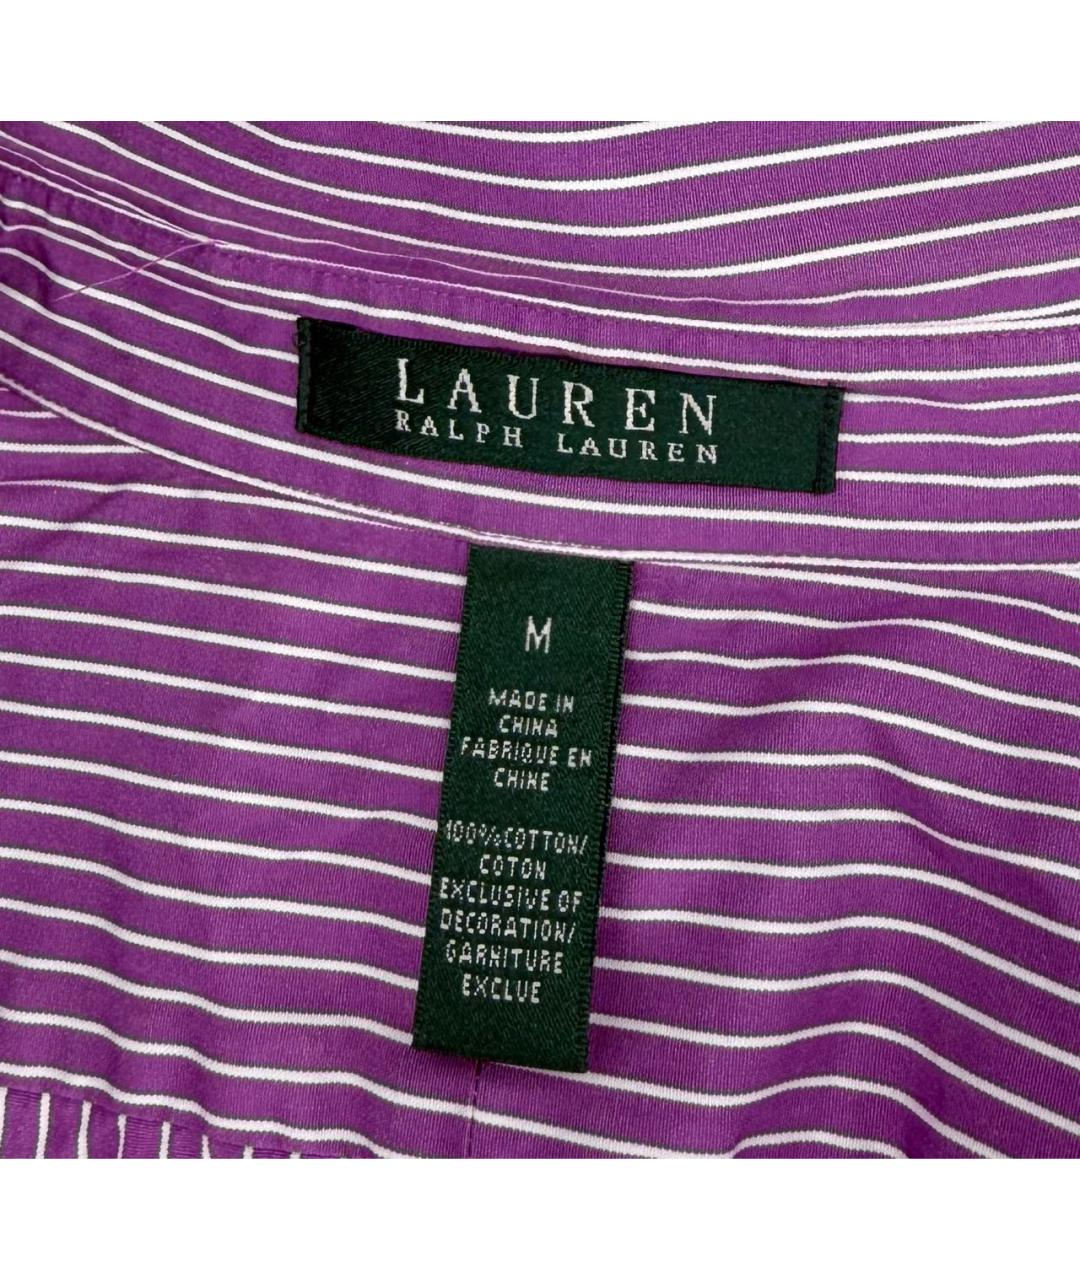 LAUREN
RALPH LAUREN
M
MADE IN
CHINA
FABRIQUE EN
CHINE
100%COTTON/
COTON
EXCLUSIVE OF
DECORATION/
GARNITURE
EXCLUE